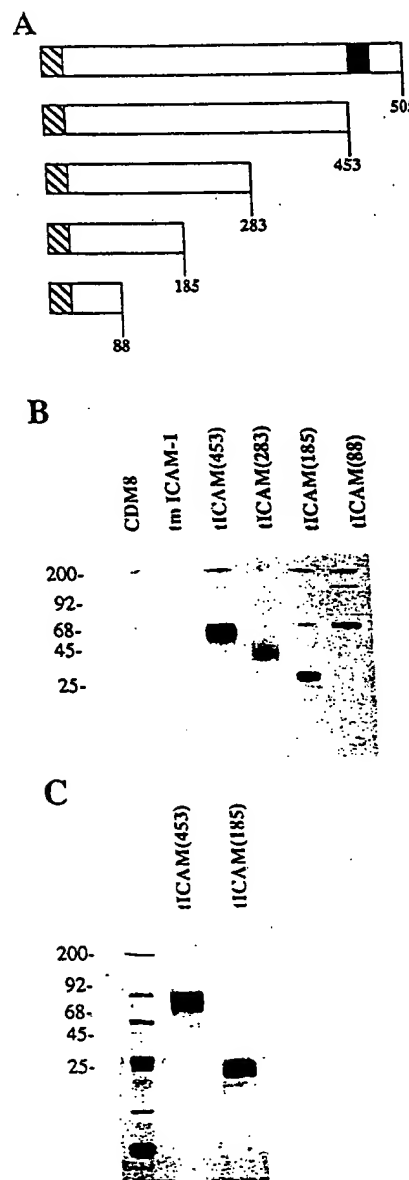 A
505
453
283
185
88
B
CDM8
tm ICAM-1
tICAM(453)
tICAM(283)
tICAM(185)
tICAM(88)
200-
92-
68-
45-
25-
C
tICAM(453)
tICAM(185)
200-
92-
68-
45-
25-